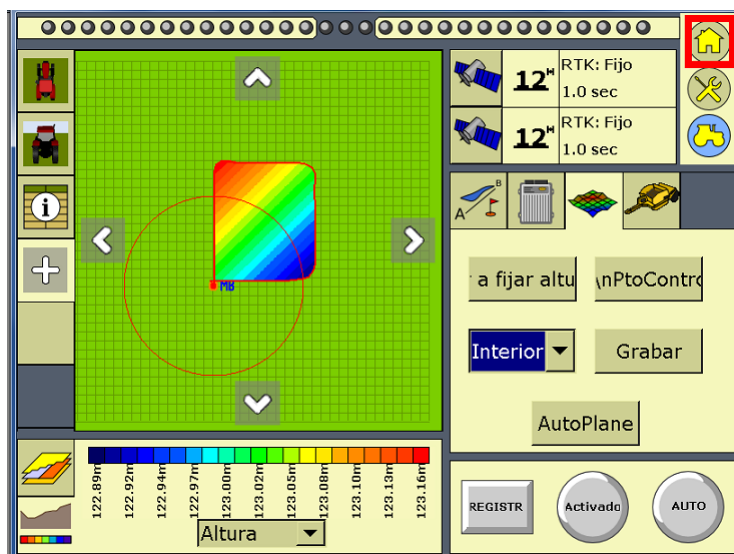 12"
RTK: Fijo
1.0 sec
12"
RTK: Fijo
1.0 sec
i
A
B
MR
a fijar altu
\nPtoContro
Interior
Grabar
AutoPlane
122.89m
122.92m
122.94m
122.97m
123.00m
123.02m
123.05m
123.08m
123.10m
123.13m
123.16m
Altura
REGISTR
Activado
AUTO